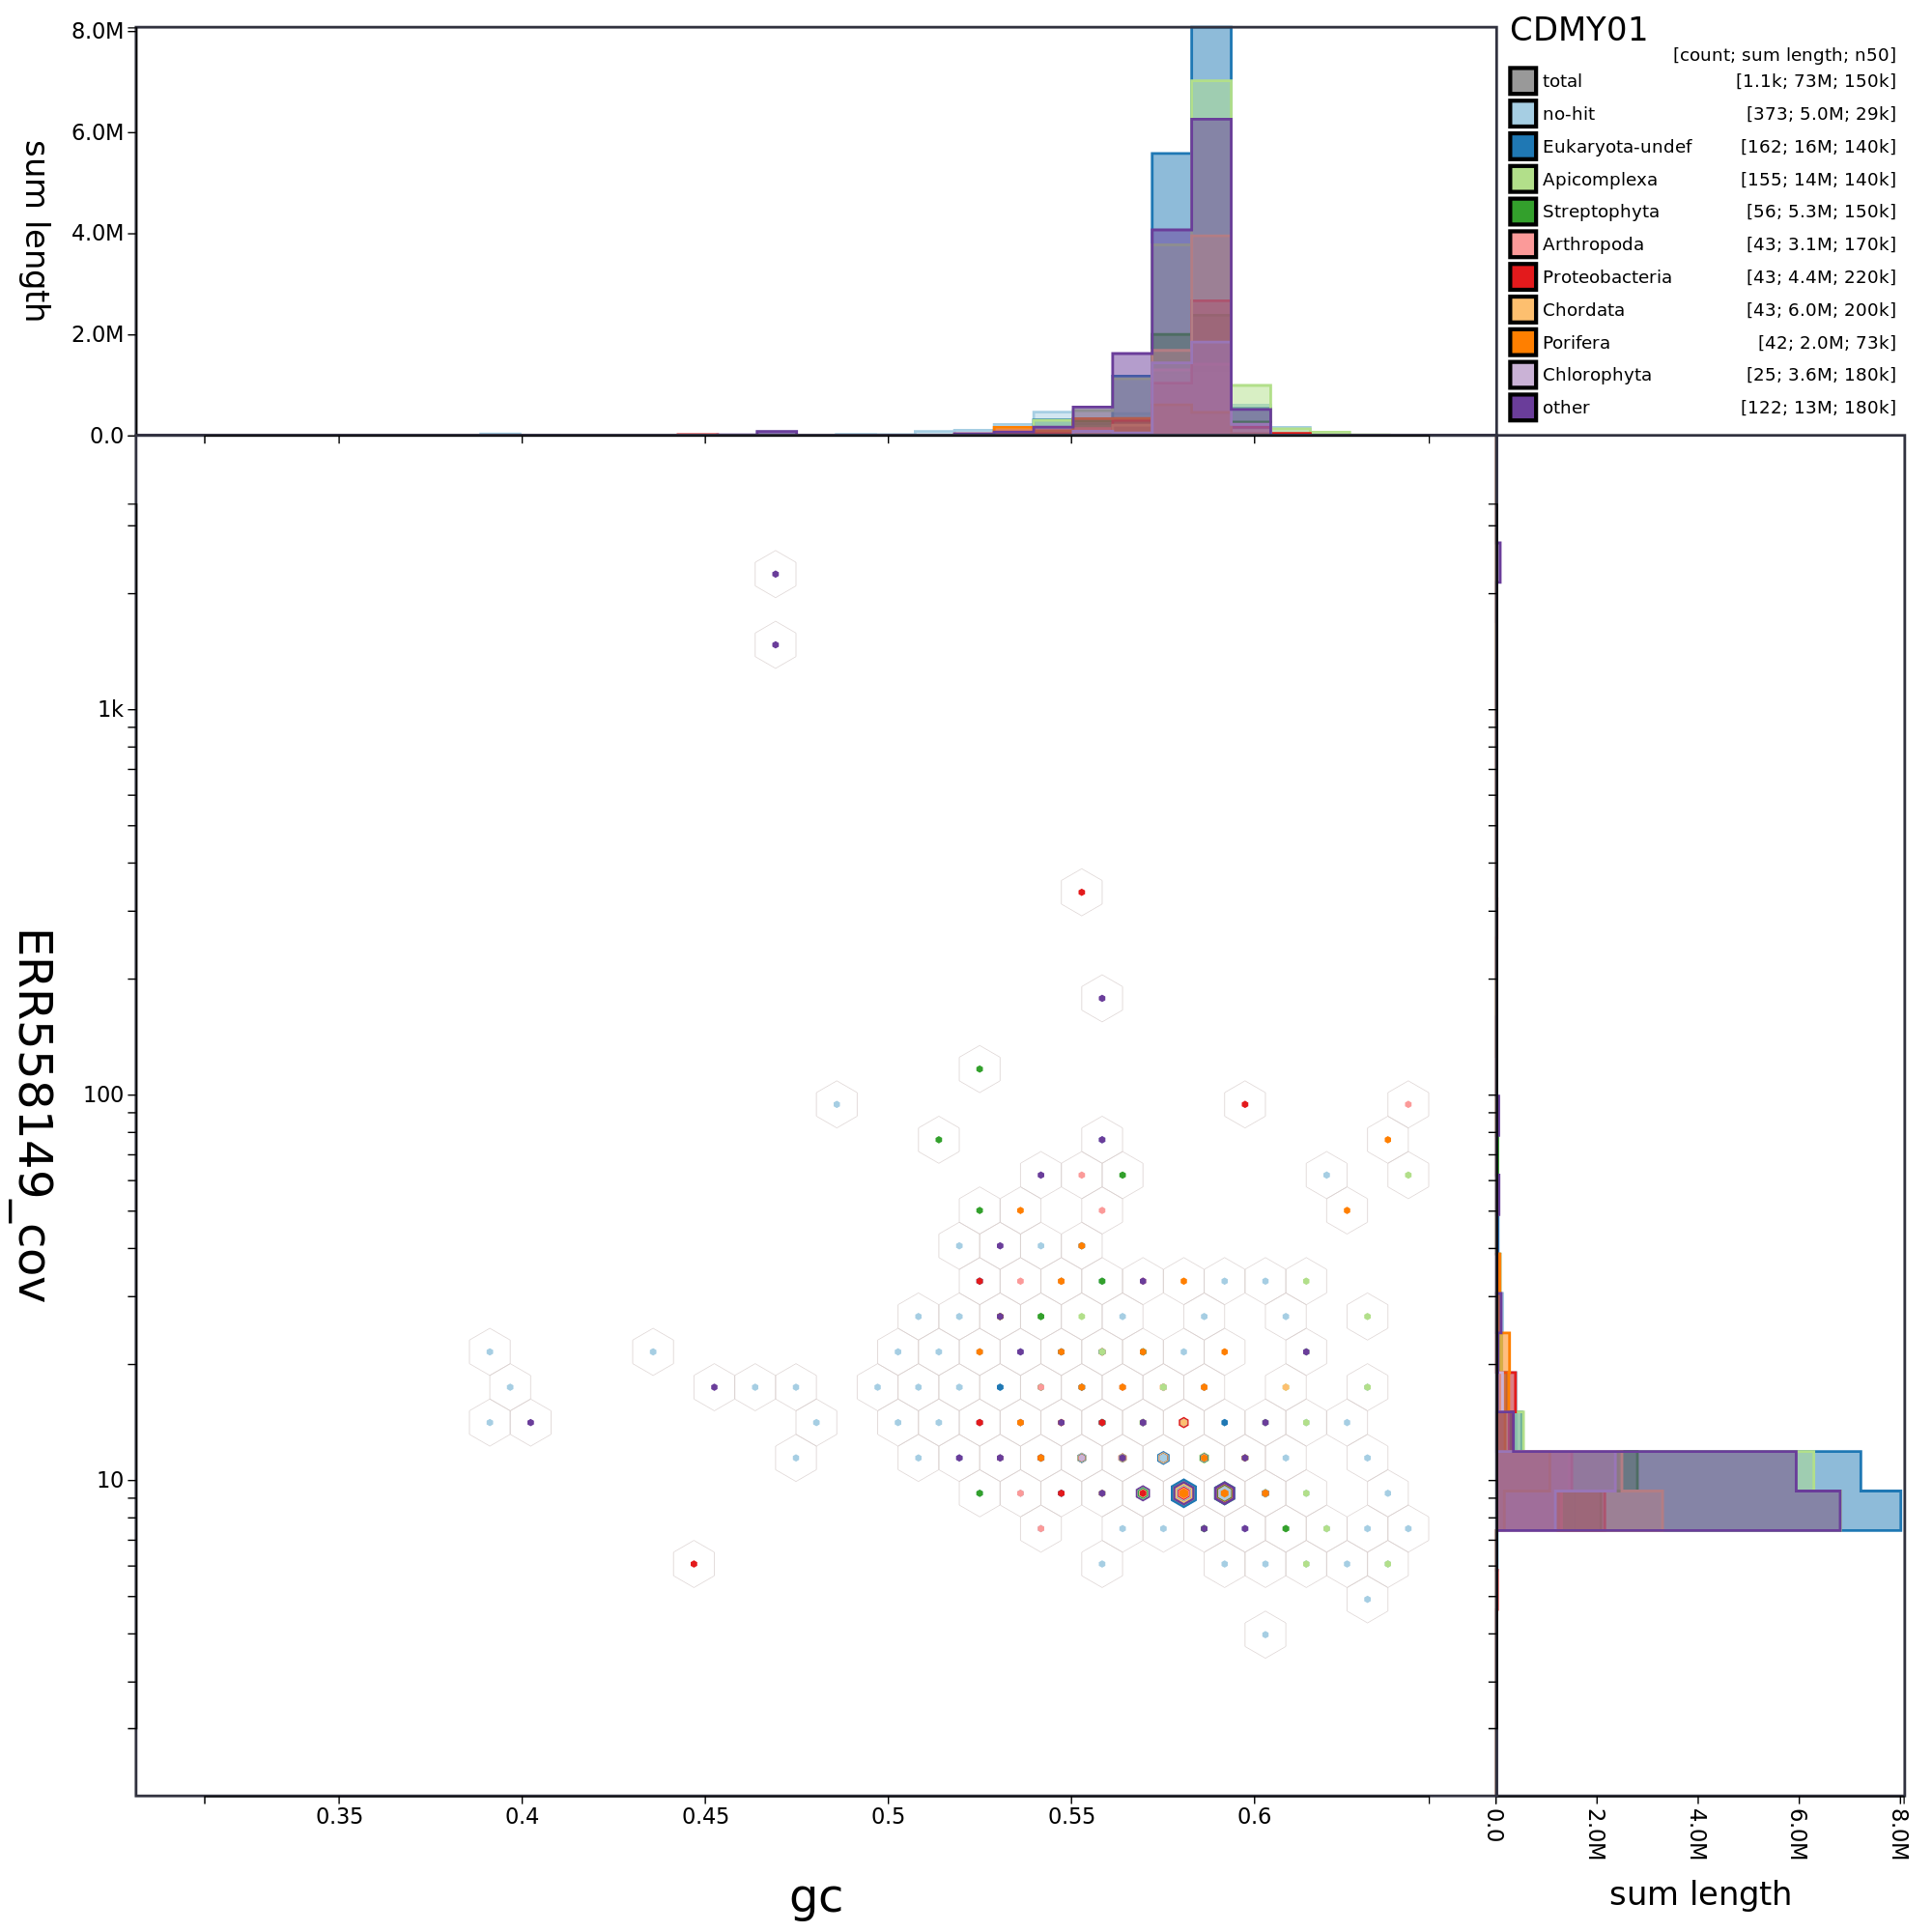 CDMY01
[count; sum length; n50]
total [1.1k; 73M; 150k]
no-hit [373; 5.0M; 29k]
Eukaryota-undef [162; 16M; 140k]
Apicomplexa [155; 14M; 140k]
Streptophyta [56; 5.3M; 150k]
Arthropoda [43; 3.1M; 170k]
Proteobacteria [43; 4.4M; 220k]
Chordata [43; 6.0M; 200k]
Porifera [42; 2.0M; 73k]
Chlorophyta [25; 3.6M; 180k]
other [122; 13M; 180k]
8.0M
6.0M
4.0M
2.0M
0.0
sum length
1k
100
10
ERR558149_cov
0.35 0.4 0.45 0.5 0.55 0.6
gc
0.0 2.0M 4.0M 6.0M 8.0M
sum length